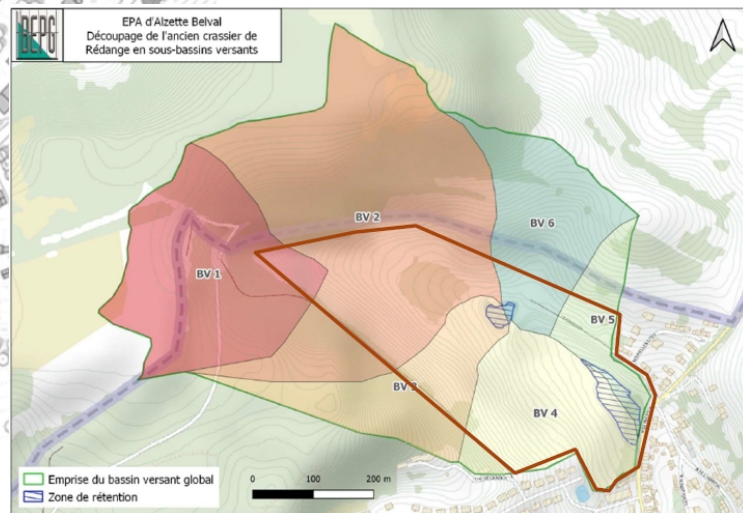 BEPG
EPA d'Alzette Belval
Découpage de l'ancien crassier de
Rédange en sous-bassins versants
BV 2
BV 6
BV 1
BV 5
BV 3
BV 4
Emprise du bassin versant global
Zone de rétention
0 100 200 m